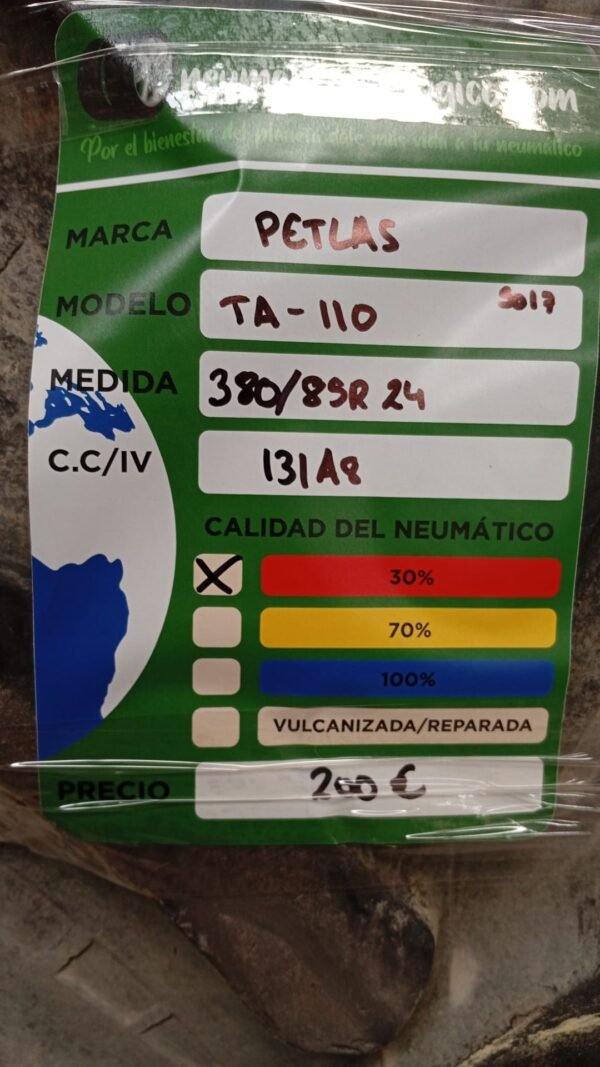 Por el bienestar del planeta dale más vida a tu neumático
MARCA PETLAS
MODELO TA-110 5017
MEDIDA 380/85R 24
C.C/IV 131A8
CALIDAD DEL NEUMÁTICO
X 30%
70%
100%
VULCANIZADA/REPARADA
PRECIO 200 €